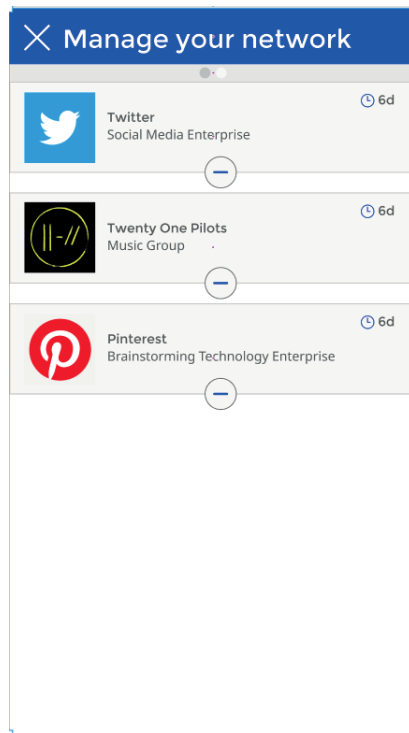 Manage your network
6d
Twitter
Social Media Enterprise
6d
Twenty One Pilots
Music Group
6d
Pinterest
Brainstorming Technology Enterprise